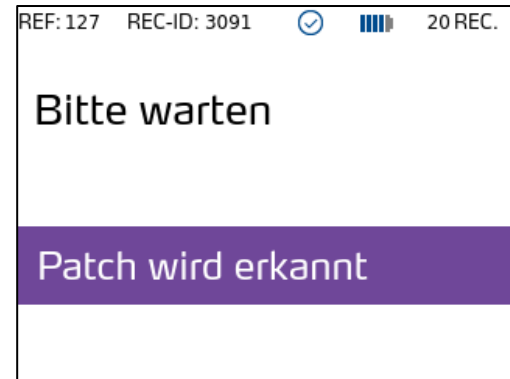 REF: 127 REC-ID: 3091 20 REC.
Bitte warten
Patch wird erkannt